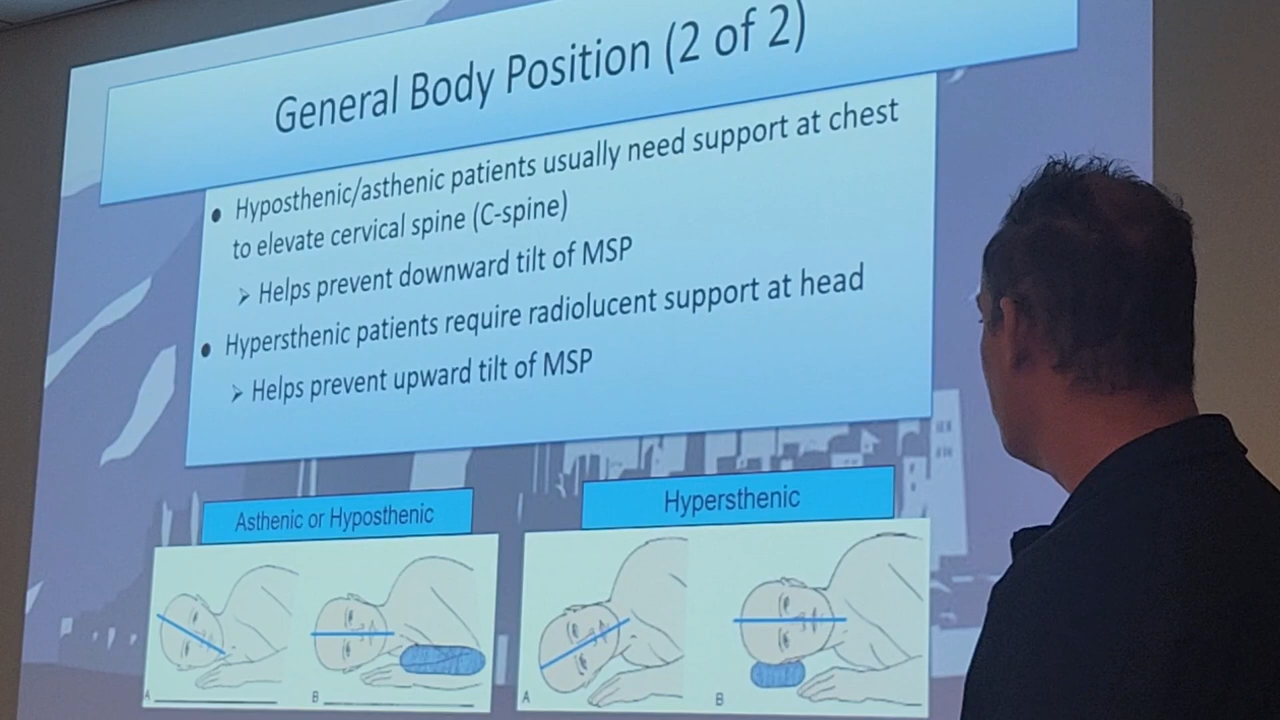 General Body Position (2 of 2)
● Hyposthenic/asthenic patients usually need support at chest
to elevate cervical spine (C-spine)
➢ Helps prevent downward tilt of MSP
● Hypersthenic patients require radiolucent support at head
➢ Helps prevent upward tilt of MSP
Asthenic or Hyposthenic
Hypersthenic
A
B
A
B